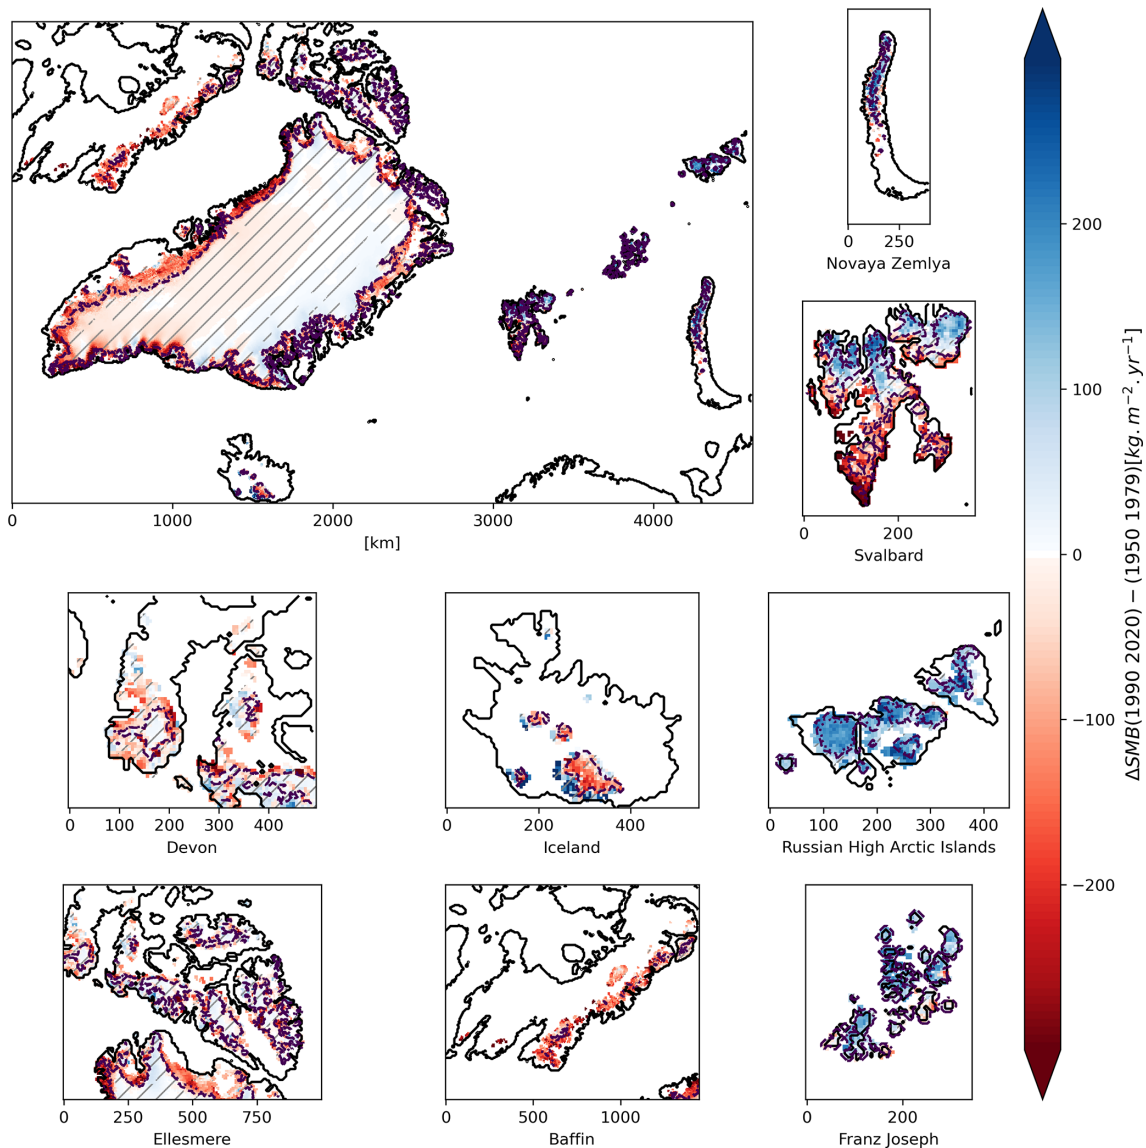 0 1000 2000 3000 4000
[km]
0 250
Novaya Zemlya
0 200
Svalbard
0 100 200 300 400
Devon
0 200 400
Iceland
0 100 200 300 400
Russian High Arctic Islands
0 250 500 750
Ellesmere
0 500 1000
Baffin
0 200
Franz Joseph
200
100
0
−100
−200
ΔSMB(1990 2020) − (1950 1979)[kg.m⁻².yr⁻¹]